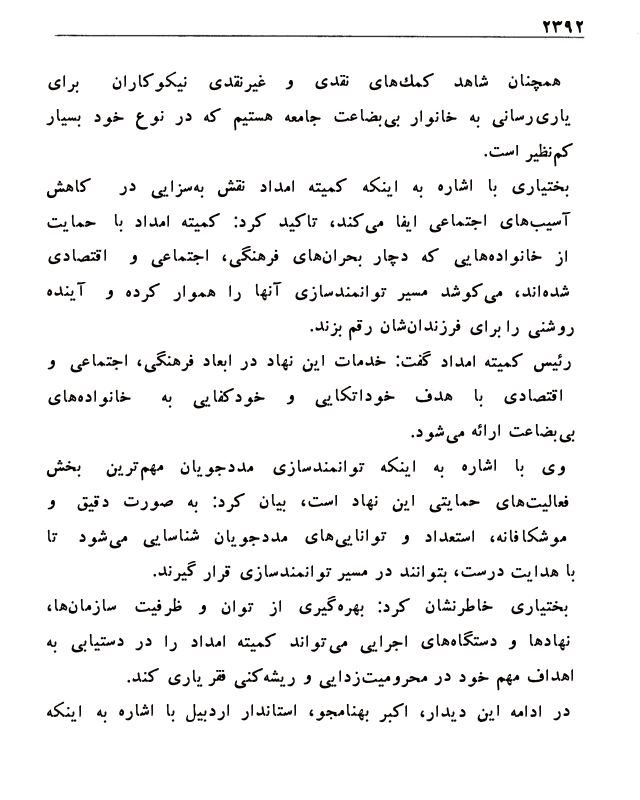 ۲۳۹۲
همچنان شاهد کمك‌های نقدی و غیرنقدی نیکوکاران برای
یاری‌رسانی به خانوار بی‌بضاعت جامعه هستیم که در نوع خود بسیار
کم‌نظیر است.
بختیاری با اشاره به اینکه کمیته امداد نقش به‌سزایی در کاهش
آسیب‌های اجتماعی ایفا می‌کند، تاکید کرد: کمیته امداد با حمایت
از خانواده‌هایی که دچار بحران‌های فرهنگی، اجتماعی و اقتصادی
شده‌اند، می‌کوشد مسیر توانمندسازی آنها را هموار کرده و آینده
روشنی را برای فرزندان‌شان رقم بزند.
رئیس کمیته امداد گفت: خدمات این نهاد در ابعاد فرهنگی، اجتماعی و
اقتصادی با هدف خوداتکایی و خودکفایی به خانواده‌های
بی‌بضاعت ارائه می‌شود.
وی با اشاره به اینکه توانمندسازی مددجویان مهم‌ترین بخش
فعالیت‌های حمایتی این نهاد است، بیان کرد: به صورت دقیق و
موشکافانه، استعداد و توانایی‌های مددجویان شناسایی می‌شود تا
با هدایت درست، بتوانند در مسیر توانمندسازی قرار گیرند.
بختیاری خاطرنشان کرد: بهره‌گیری از توان و ظرفیت سازمان‌ها،
نهادها و دستگاه‌های اجرایی می‌تواند کمیته امداد را در دستیابی به
اهداف مهم خود در محرومیت‌زدایی و ریشه‌کنی فقر یاری کند.
در ادامه این دیدار، اکبر بهنامجو، استاندار اردبیل با اشاره به اینکه